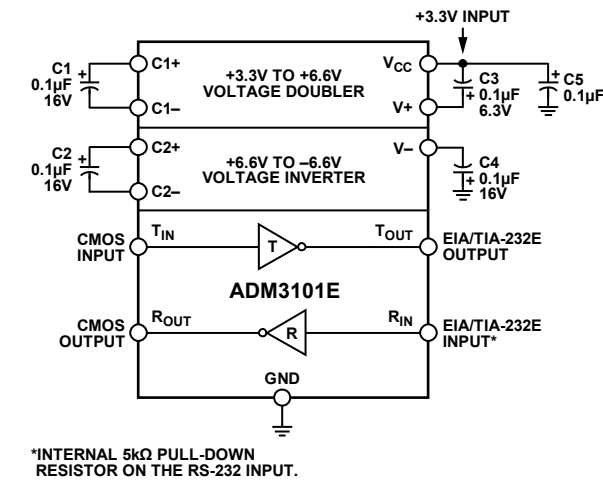 +3.3V INPUT
C1
0.1µF
16V
+
C1+
C1–
+3.3V TO +6.6V
VOLTAGE DOUBLER
VCC
V+
C3
+ 0.1µF
6.3V
+ C5
0.1µF
C2
0.1µF
16V
+
C2+
C2–
+6.6V TO –6.6V
VOLTAGE INVERTER
V–
C4
+ 0.1µF
16V
CMOS
INPUT
TIN
T
TOUT
EIA/TIA-232E
OUTPUT
ADM3101E
CMOS
OUTPUT
ROUT
R
RIN
EIA/TIA-232E
INPUT*
GND
*INTERNAL 5kΩ PULL-DOWN
RESISTOR ON THE RS-232 INPUT.